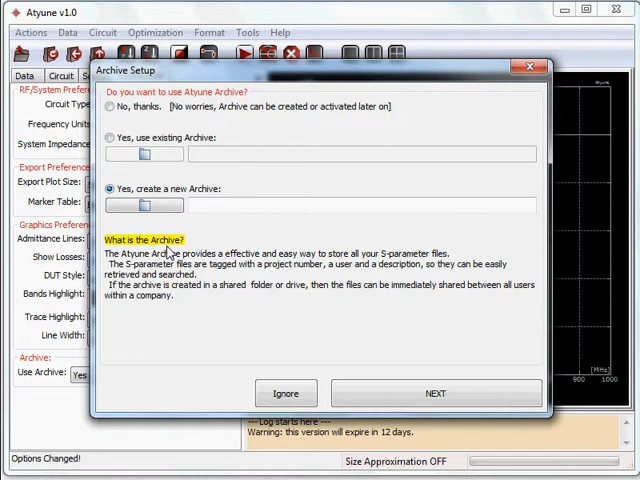 Atyune v1.0
Actions Data Circuit Optimization Format Tools Help
Archive Setup
Data Circuit
RF/System Preferen
Circuit Type
Frequency Units
System Impedance
Export Preference
Export Plot Size:
Marker Table:
Graphics Preferen
Admittance Lines:
Show Losses:
DUT Style:
Bands Highlight:
Trace Highlight:
Line Width:
Archive:
Use Archive: Yes
Do you want to use Atyune Archive?
No, thanks. [No worries, Archive can be created or activated later on]
Yes, use existing Archive:
Yes, create a new Archive:
What is the Archive?
The Atyune Archive provides a effective and easy way to store all your S-parameter files.
The S-parameter files are tagged with a project number, a user and a description, so they can be easily
retrieved and searched.
If the archive is created in a shared folder or drive, then the files can be immediately shared between all users
within a company.
Ignore NEXT
Atyune
[MHz]
900 1000
---Log starts here ---
Warning: this version will expire in 12 days.
Options Changed! Size Approximation OFF